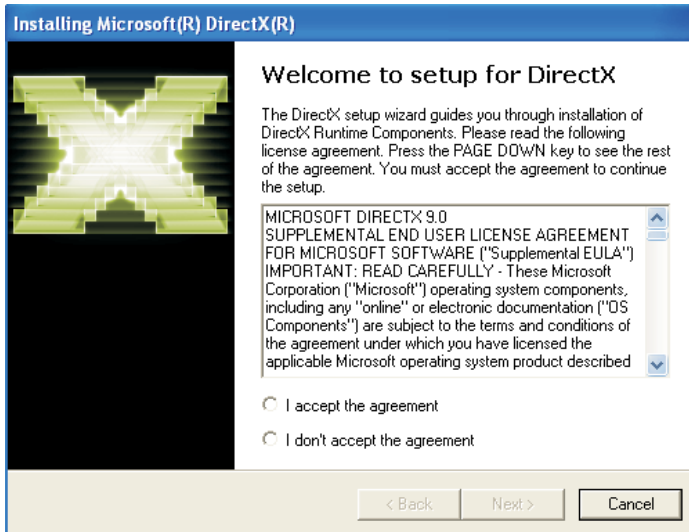 Installing Microsoft(R) DirectX(R)
Welcome to setup for DirectX
The DirectX setup wizard guides you through installation of
DirectX Runtime Components. Please read the following
license agreement. Press the PAGE DOWN key to see the rest
of the agreement. You must accept the agreement to continue
the setup.
MICROSOFT DIRECTX 9.0
SUPPLEMENTAL END USER LICENSE AGREEMENT
FOR MICROSOFT SOFTWARE ("Supplemental EULA")
IMPORTANT: READ CAREFULLY - These Microsoft
Corporation ("Microsoft") operating system components,
including any "online" or electronic documentation ("OS
Components") are subject to the terms and conditions of
the agreement under which you have licensed the
applicable Microsoft operating system product described
I accept the agreement
I don't accept the agreement
< Back Next > Cancel